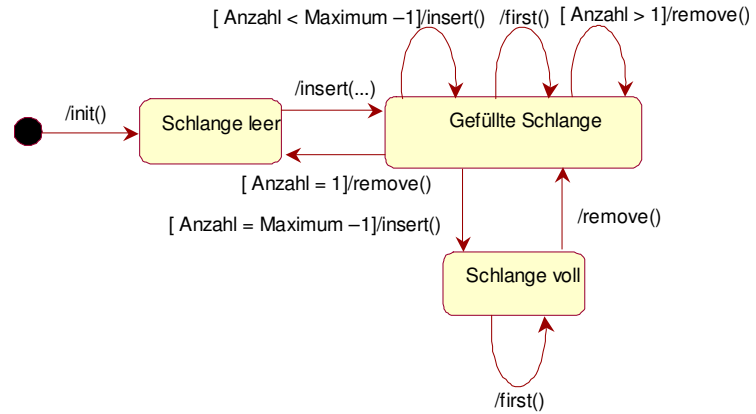 [ Anzahl < Maximum –1]/insert()
/first()
[ Anzahl > 1]/remove()
/init()
/insert(...)
Schlange leer
Gefüllte Schlange
[ Anzahl = 1]/remove()
[ Anzahl = Maximum –1]/insert()
/remove()
Schlange voll
/first()